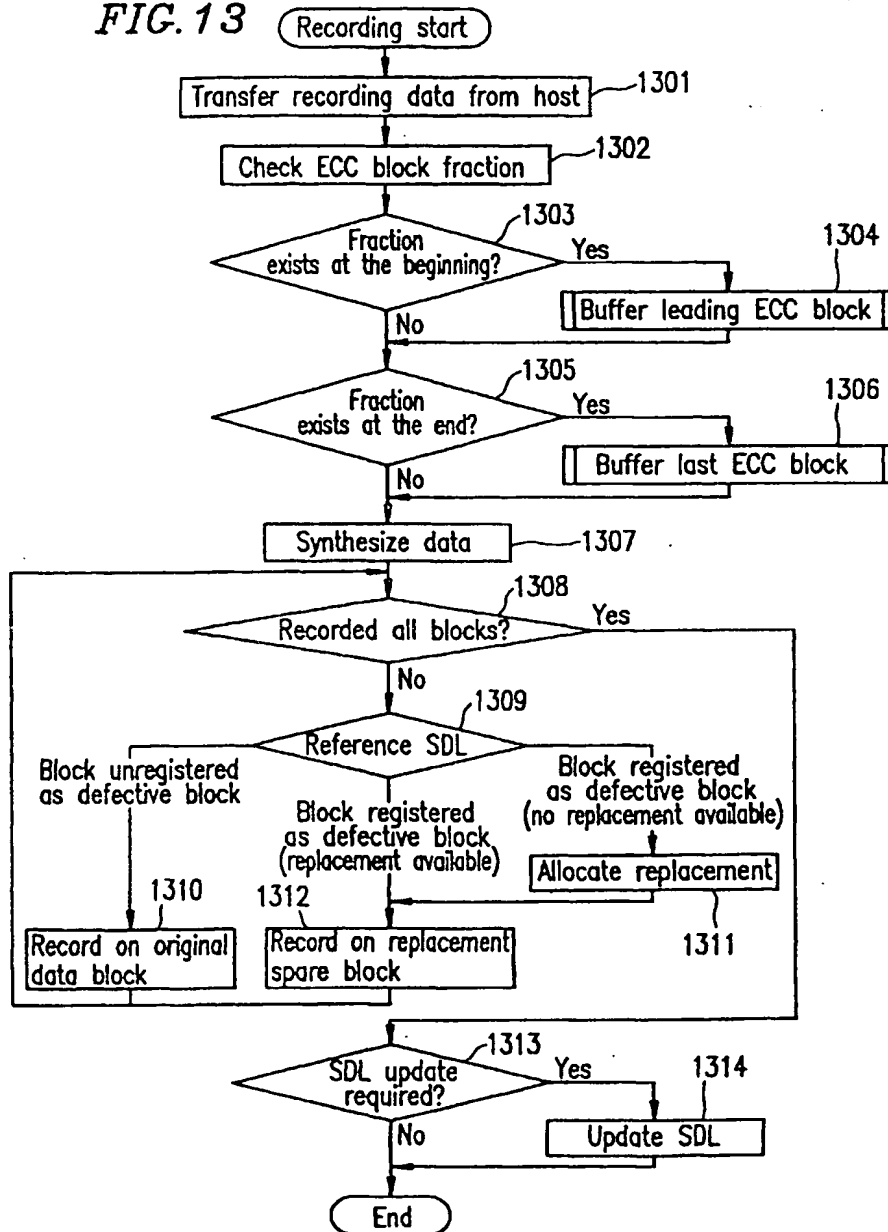 FIG. 13
Recording start
Transfer recording data from host
1301
Check ECC block fraction
1302
Fraction
exists at the beginning?
1303
Yes
No
Buffer leading ECC block
1304
Fraction
exists at the end?
1305
Yes
No
Buffer last ECC block
1306
Synthesize data
1307
Recorded all blocks?
1308
Yes
No
Reference SDL
1309
Block unregistered
as defective block
Block registered
as defective block
(replacement available)
Block registered
as defective block
(no replacement available)
Allocate replacement
1311
1310
Record on original
data block
1312
Record on replacement
spare block
SDL update
required?
1313
Yes
No
Update SDL
1314
End